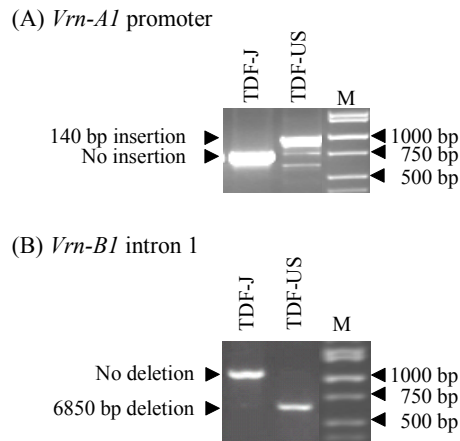 (A) Vrn-A1 promoter
TDF-J
TDF-US
M
140 bp insertion
No insertion
1000 bp
750 bp
500 bp
(B) Vrn-B1 intron 1
TDF-J
TDF-US
M
No deletion
6850 bp deletion
1000 bp
750 bp
500 bp